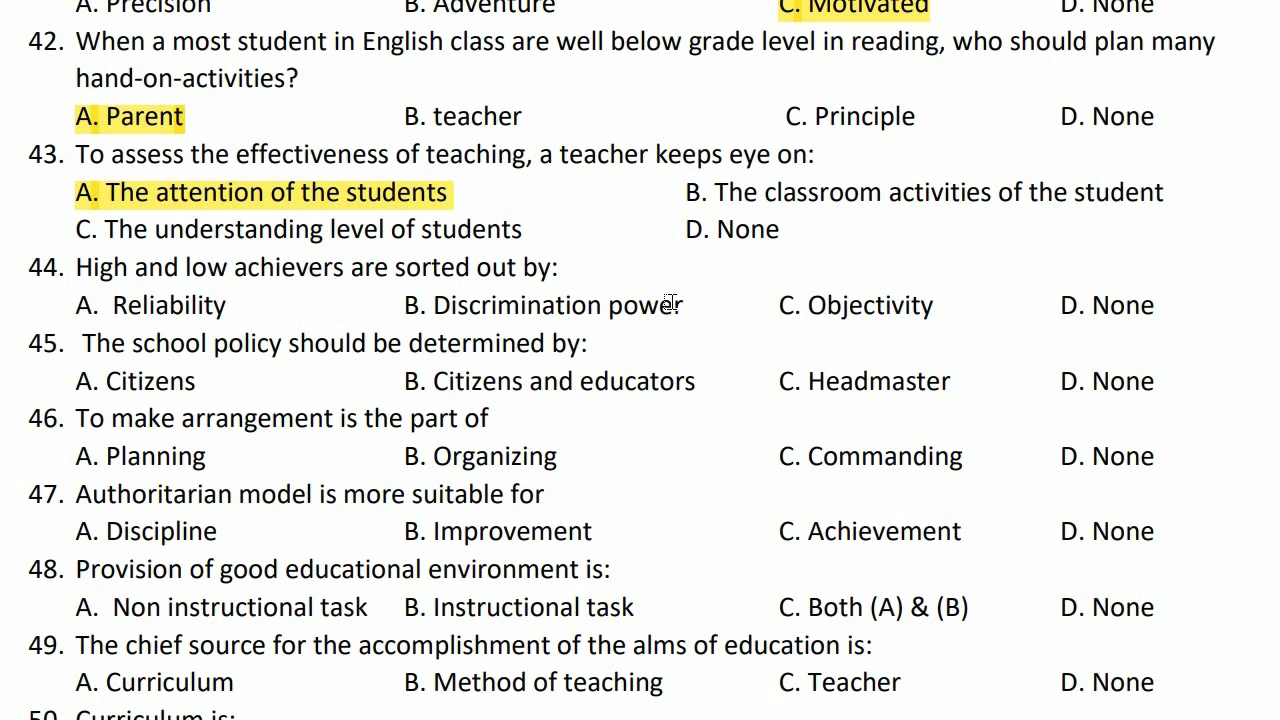 A. Precision B. Adventure C. Motivated D. None
42. When a most student in English class are well below grade level in reading, who should plan many
hand-on-activities?
A. Parent B. teacher C. Principle D. None
43. To assess the effectiveness of teaching, a teacher keeps eye on:
A. The attention of the students B. The classroom activities of the student
C. The understanding level of students D. None
44. High and low achievers are sorted out by:
A. Reliability B. Discrimination power C. Objectivity D. None
45. The school policy should be determined by:
A. Citizens B. Citizens and educators C. Headmaster D. None
46. To make arrangement is the part of
A. Planning B. Organizing C. Commanding D. None
47. Authoritarian model is more suitable for
A. Discipline B. Improvement C. Achievement D. None
48. Provision of good educational environment is:
A. Non instructional task B. Instructional task C. Both (A) & (B) D. None
49. The chief source for the accomplishment of the alms of education is:
A. Curriculum B. Method of teaching C. Teacher D. None
50. Curriculum is: